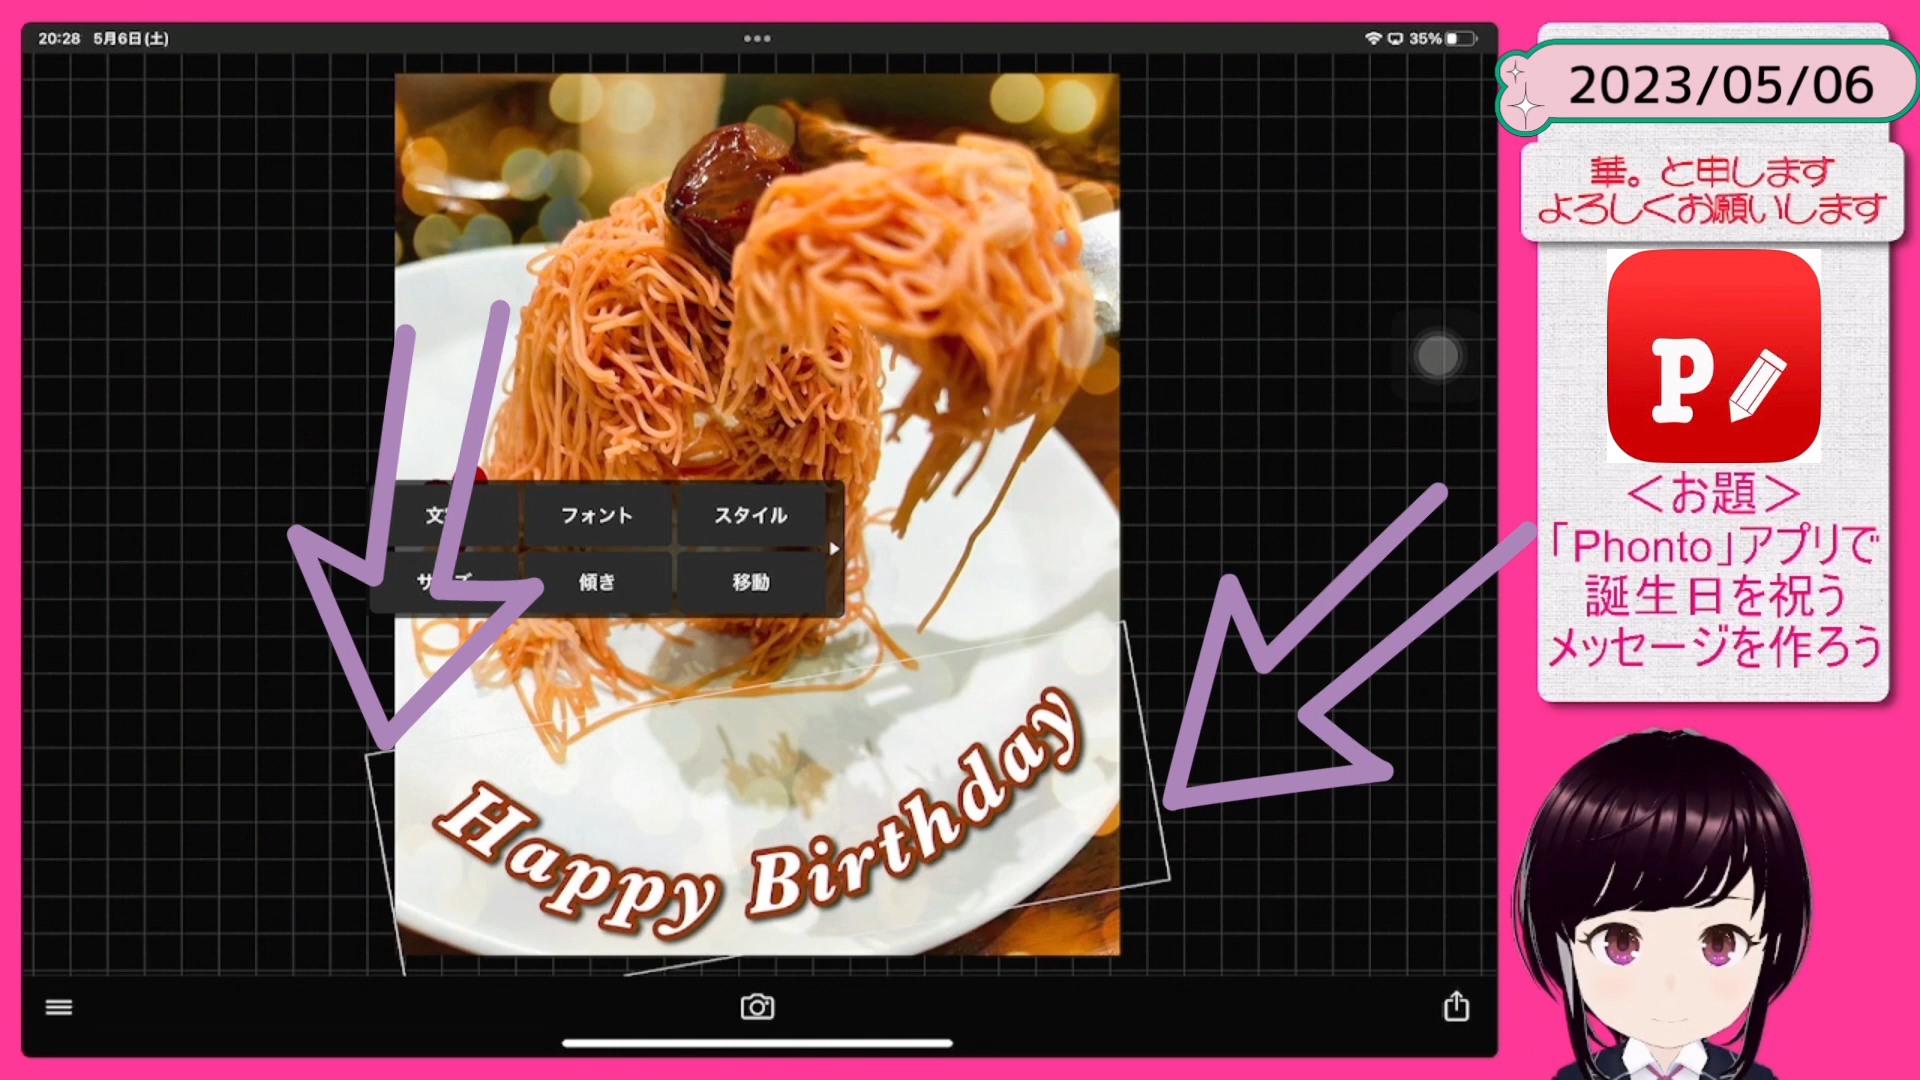 20:28 5月6日(土)
35%
2023/05/06
華。と申します
よろしくお願いします
P
＜お題＞
「Phonto」アプリで
誕生日を祝う
メッセージを作ろう
フォント
スタイル
傾き
移動
Happy Birthday